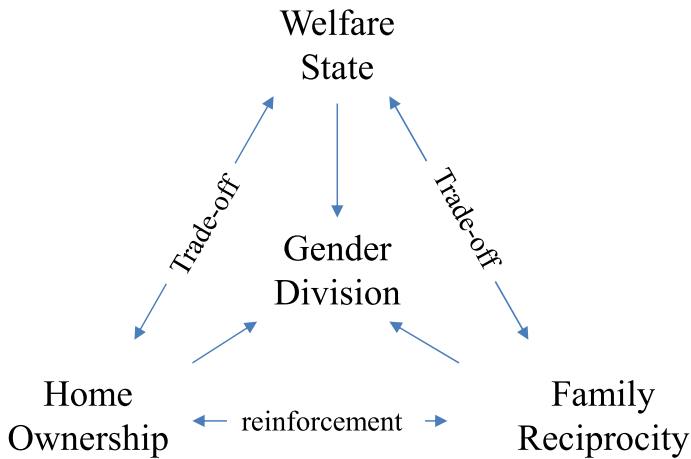 Welfare
State
Trade-off
Trade-off
Gender
Division
Home
Ownership
reinforcement
Family
Reciprocity